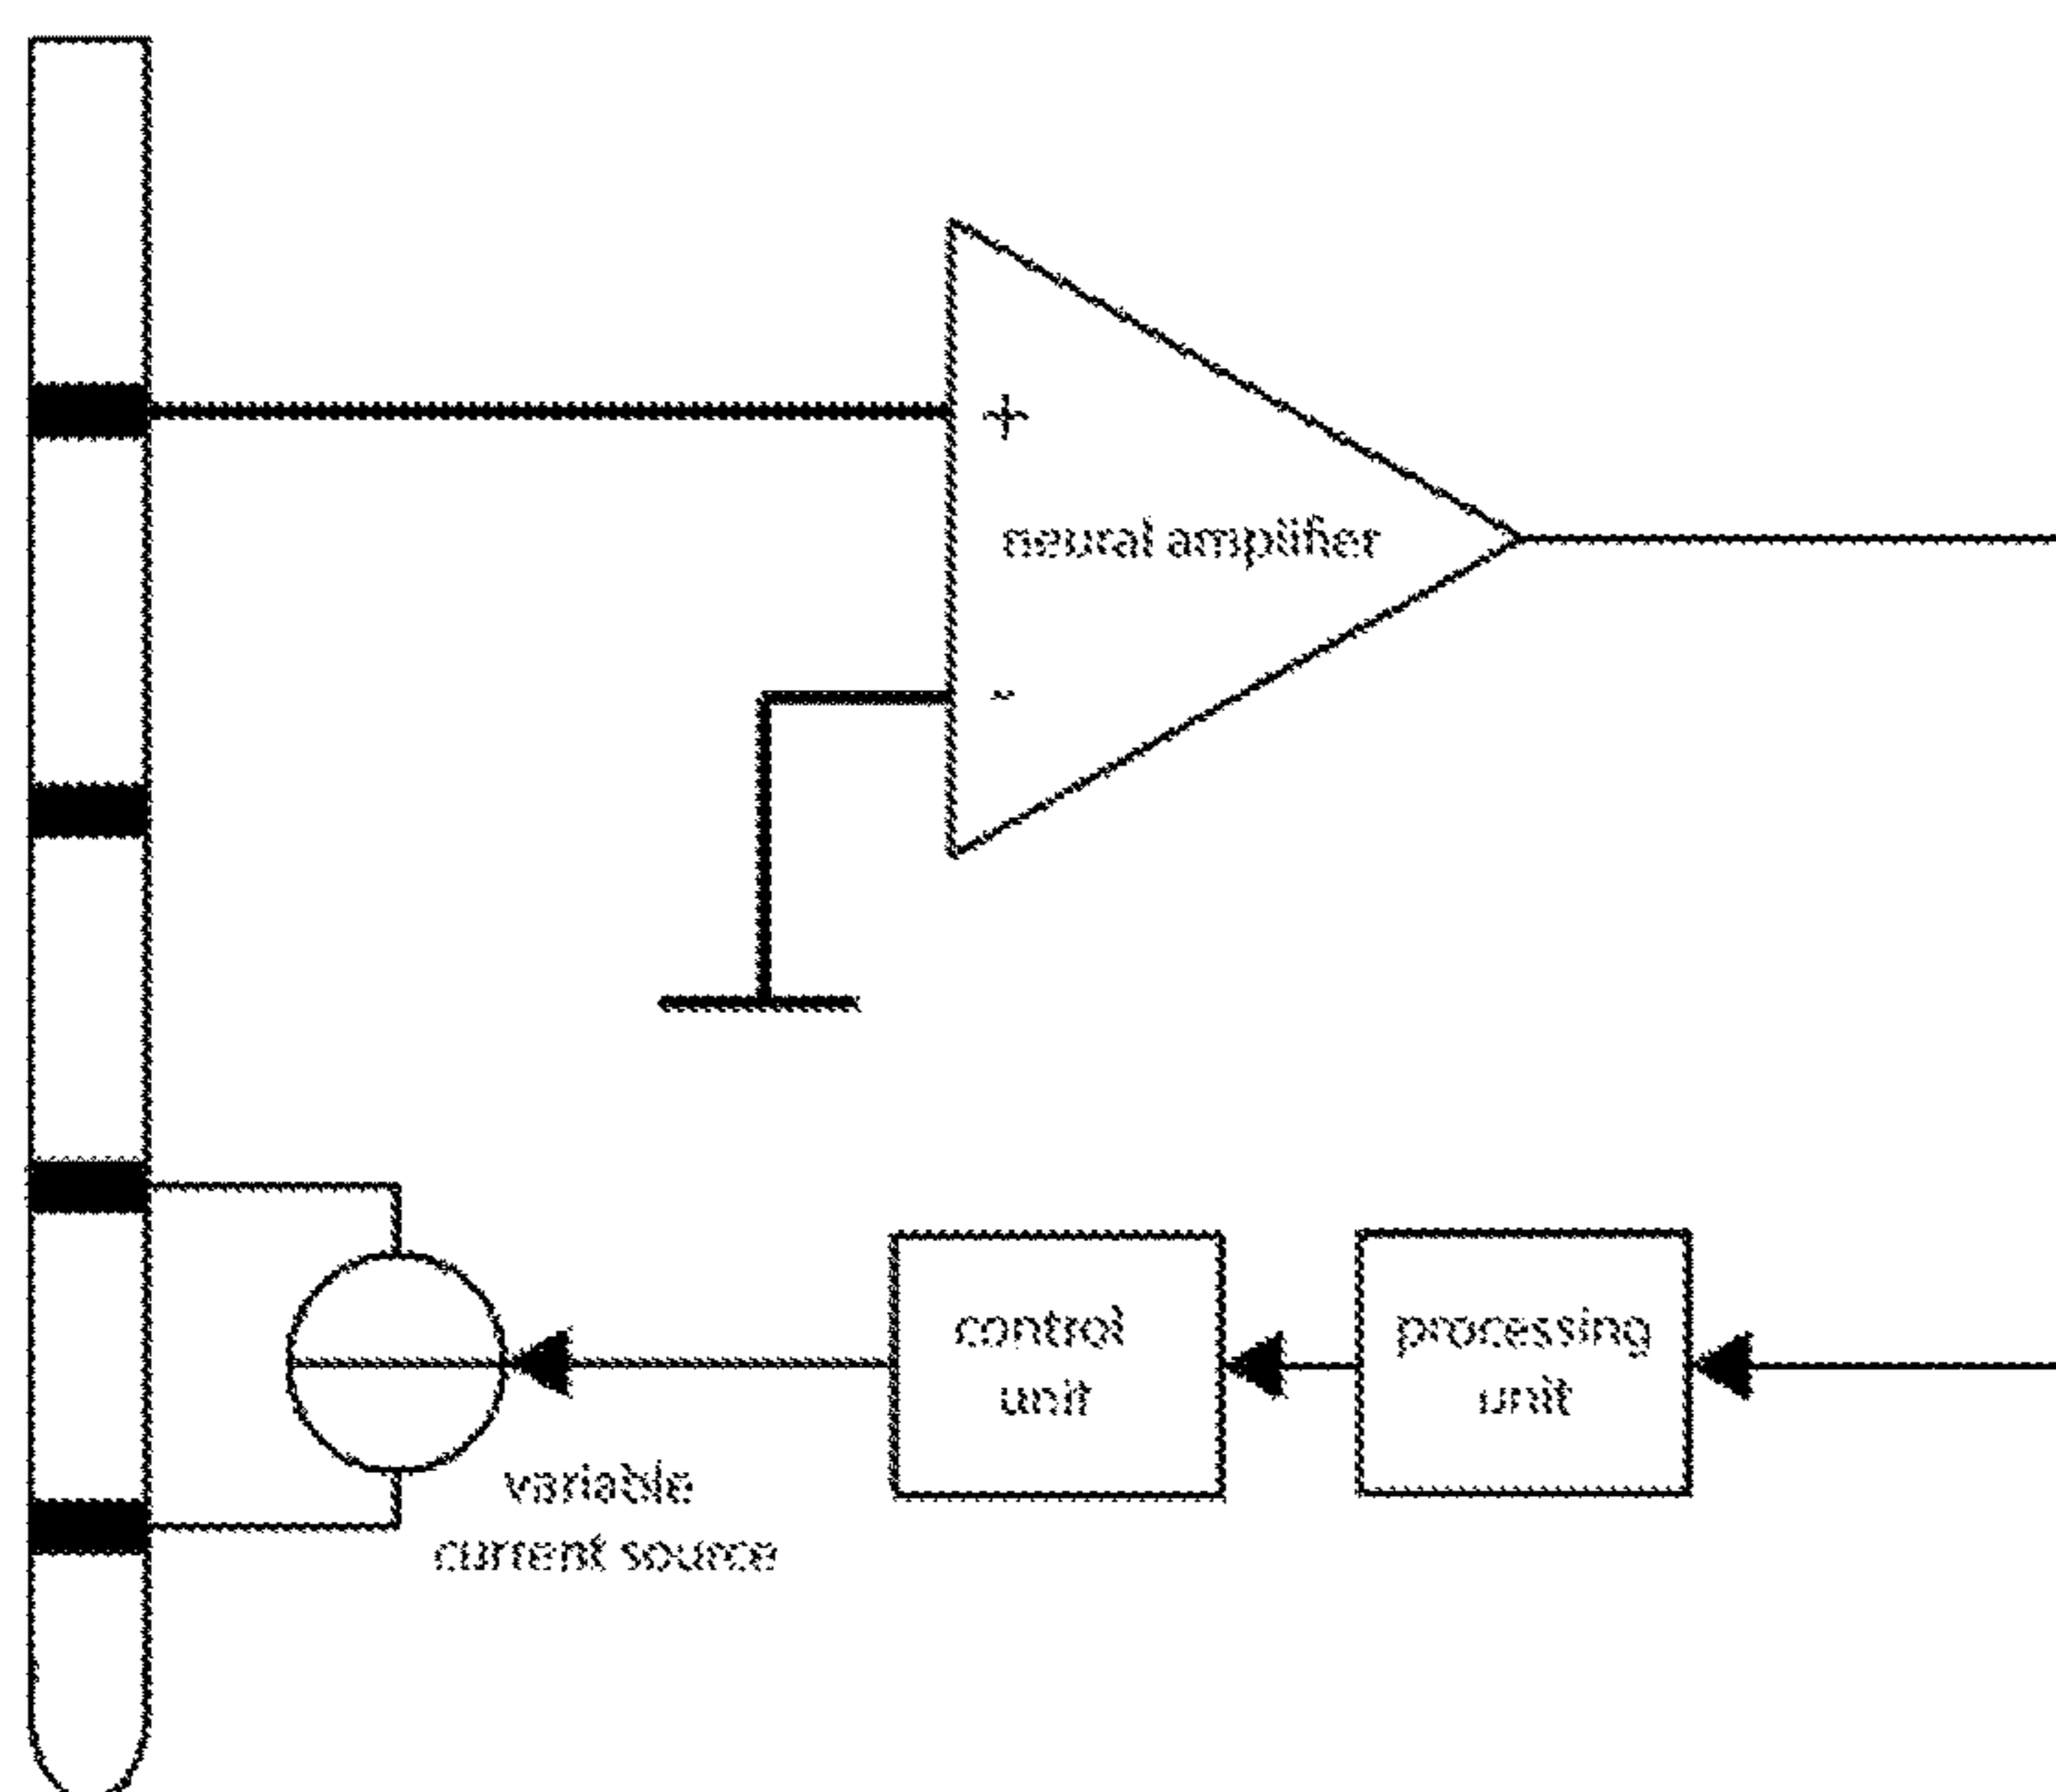 +
neural amplifier
-
control
unit
processing
unit
variable
current source